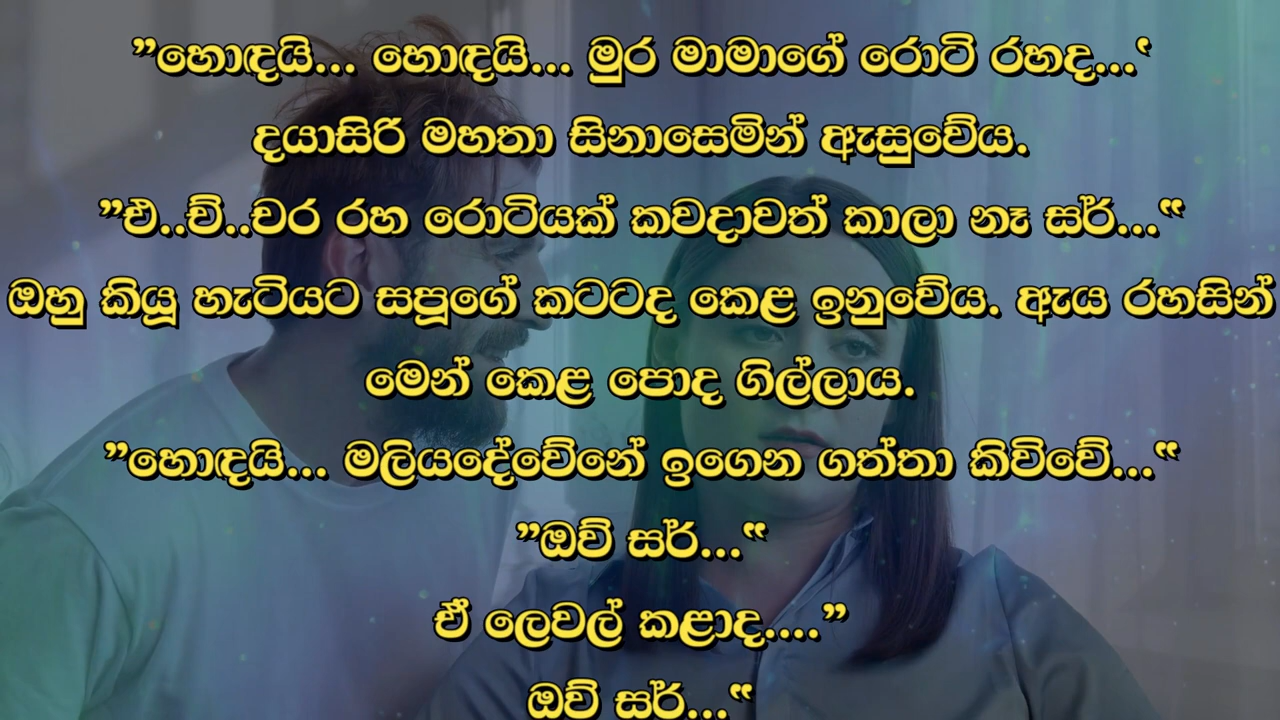 ”හොඳයි... හොඳයි... මුර මාමාගේ රොටි රහද...‛
දයාසිරි මහතා සිනාසෙමින් ඇසුවේය.
”එ..ච්..චර රහ රොටියක් කවදාවත් කාලා නෑ සර්...‟
ඔහු කියූ හැටියට සපූගේ කටටද කෙළ ඉනුවේය. ඇය රහසින්
මෙන් කෙළ පොද ගිල්ලාය.
”හොඳයි... මලියදේවේනේ ඉගෙන ගත්තා කිව්වේ...‟
”ඔව් සර්...‟
ඒ ලෙවල් කළාද....”
ඔව් සර්...‟